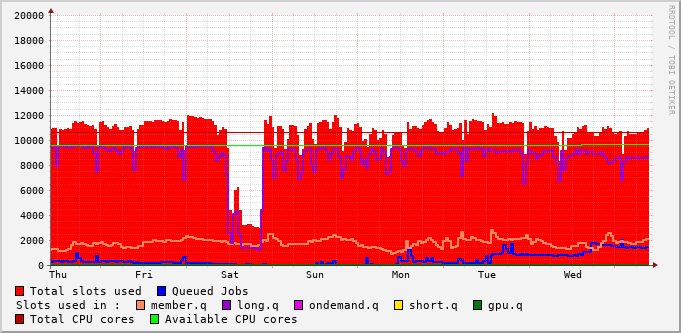 RRDTOOL / TOBI OETIKER
20000
18000
16000
14000
12000
10000
8000
6000
4000
2000
0
Thu Fri Sat Sun Mon Tue Wed
Total slots used Queued Jobs
Slots used in : member.q long.q ondemand.q short.q gpu.q
Total CPU cores Available CPU cores